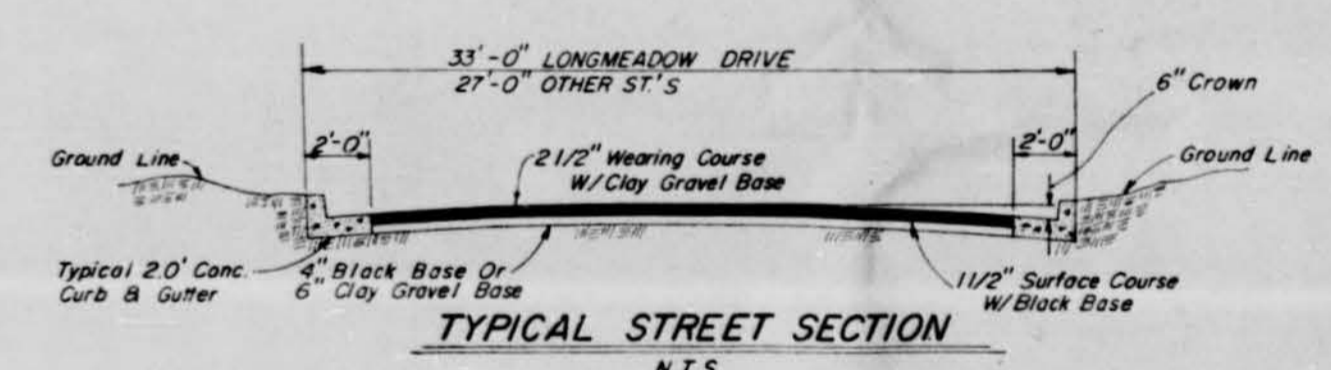 33'-0" LONGMEADOW DRIVE
27'-0" OTHER ST.'S
6" Crown
2'-0"
2'-0"
Ground Line
2 1/2" Wearing Course
W/Clay Gravel Base
Ground Line
Typical 2.0' Conc.
Curb & Gutter
4" Black Base Or
6" Clay Gravel Base
1 1/2" Surface Course
W/Black Base
TYPICAL STREET SECTION
N.T.S.